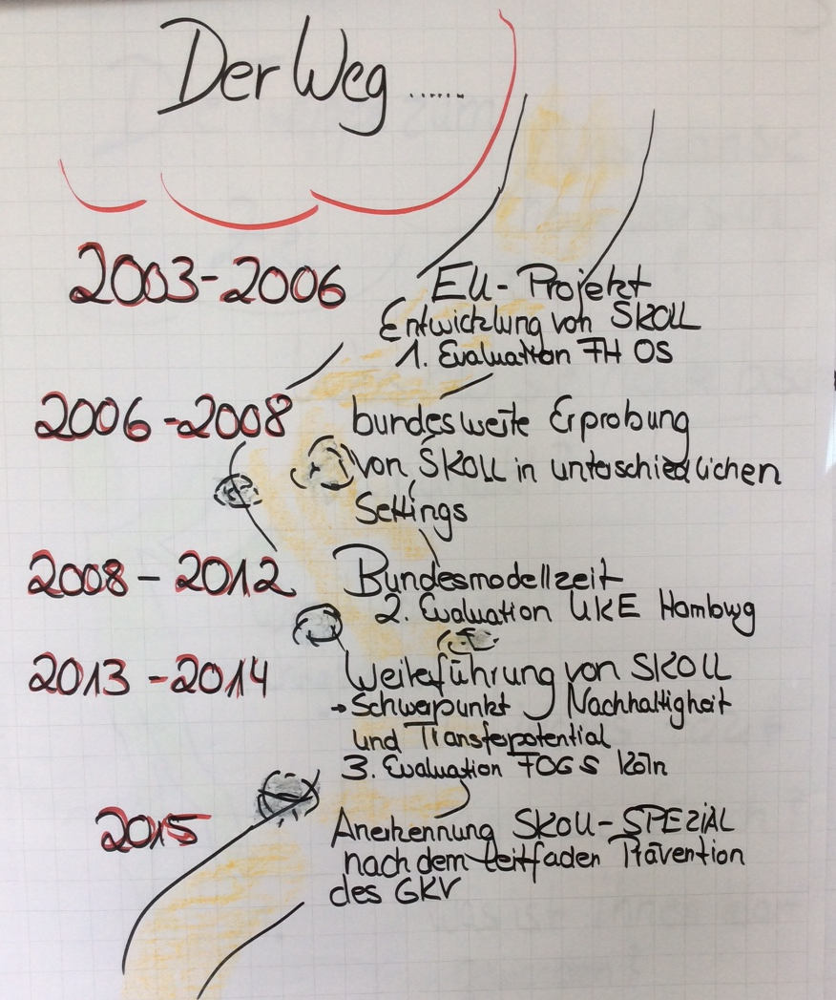 Der Weg ......
2003-2006
EU-Projekt
Entwicklung von SKOLL
1. Evaluation FH OS
2006-2008
bundesweite Erprobung
von SKOLL in unterschiedlichen
Settings
2008-2012
Bundesmodellzeit
2. Evaluation UKE Hamburg
2013-2014
Weiterführung von SKOLL
→ Schwerpunkt Nachhaltigkeit
und Transferpotential
3. Evaluation FOGS Köln
2015
Anerkennung SKOLL-SPEZIAL
nach dem Leitfaden Prävention
des GKV